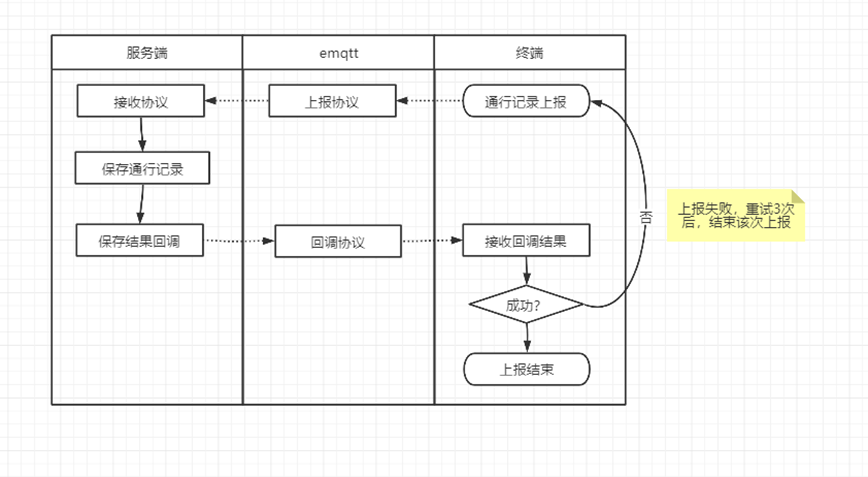 服务端
emqtt
终端
接收协议
上报协议
通行记录上报
保存通行记录
上报失败，重试3次
后，结束该次上报
否
保存结果回调
回调协议
接收回调结果
成功?
上报结束